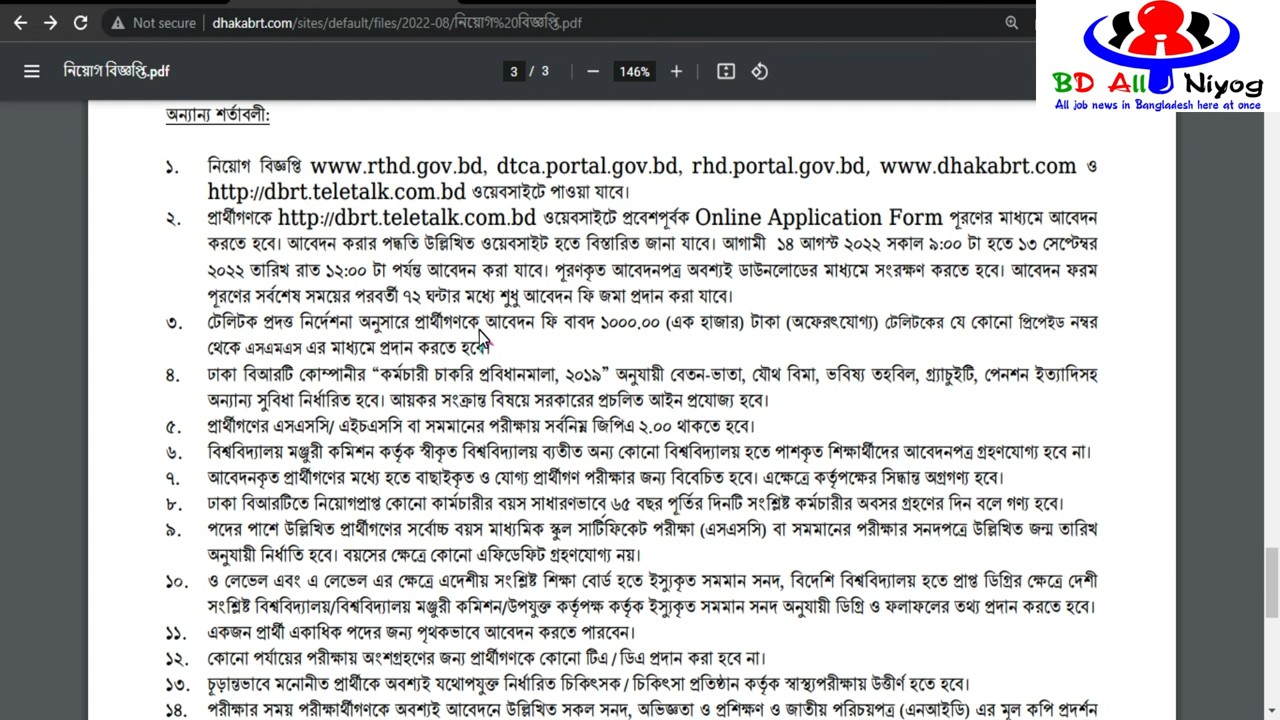 Not secure
dhakabrt.com/sites/default/files/2022-08/নিয়োগ%20বিজ্ঞপ্তি.pdf
BD All Niyog
All job news in Bangladesh here at once
নিয়োগ বিজ্ঞপ্তি.pdf
3 / 3
146%
অন্যান্য শর্তাবলী:
১. নিয়োগ বিজ্ঞপ্তি www.rthd.gov.bd, dtca.portal.gov.bd, rhd.portal.gov.bd, www.dhakabrt.com ও
http://dbrt.teletalk.com.bd ওয়েবসাইটে পাওয়া যাবে।
২. প্রার্থীগণকে http://dbrt.teletalk.com.bd ওয়েবসাইটে প্রবেশপূর্বক Online Application Form পূরণের মাধ্যমে আবেদন
করতে হবে। আবেদন করার পদ্ধতি উল্লিখিত ওয়েবসাইট হতে বিস্তারিত জানা যাবে। আগামী ১৪ আগস্ট ২০২২ সকাল ৯:০০ টা হতে ১৩ সেপ্টেম্বর
২০২২ তারিখ রাত ১২:০০ টা পর্যন্ত আবেদন করা যাবে। পূরণকৃত আবেদনপত্র অবশ্যই ডাউনলোডের মাধ্যমে সংরক্ষণ করতে হবে। আবেদন ফরম
পূরণের সর্বশেষ সময়ের পরবর্তী ৭২ ঘন্টার মধ্যে শুধু আবেদন ফি জমা প্রদান করা যাবে।
৩. টেলিটক প্রদত্ত নির্দেশনা অনুসারে প্রার্থীগণকে আবেদন ফি বাবদ ১০০০.০০ (এক হাজার) টাকা (অফেরৎযোগ্য) টেলিটকের যে কোনো প্রিপেইড নম্বর
থেকে এসএমএস এর মাধ্যমে প্রদান করতে হবে।
৪. ঢাকা বিআরটি কোম্পানীর “কর্মচারী চাকরি প্রবিধানমালা, ২০১৯” অনুযায়ী বেতন-ভাতা, যৌথ বিমা, ভবিষ্য তহবিল, গ্র্যাচুইটি, পেনশন ইত্যাদিসহ
অন্যান্য সুবিধা নির্ধারিত হবে। আয়কর সংক্রান্ত বিষয়ে সরকারের প্রচলিত আইন প্রযোজ্য হবে।
৫. প্রার্থীগণের এসএসসি/ এইচএসসি বা সমমানের পরীক্ষায় সর্বনিম্ন জিপিএ ২.০০ থাকতে হবে।
৬. বিশ্ববিদ্যালয় মঞ্জুরী কমিশন কর্তৃক স্বীকৃত বিশ্ববিদ্যালয় ব্যতীত অন্য কোনো বিশ্ববিদ্যালয় হতে পাশকৃত শিক্ষার্থীদের আবেদনপত্র গ্রহণযোগ্য হবে না।
৭. আবেদনকৃত প্রার্থীগণের মধ্যে হতে বাছাইকৃত ও যোগ্য প্রার্থীগণ পরীক্ষার জন্য বিবেচিত হবে। এক্ষেত্রে কর্তৃপক্ষের সিদ্ধান্ত অগ্রগণ্য হবে।
৮. ঢাকা বিআরটিতে নিয়োগপ্রাপ্ত কোনো কার্মচারীর বয়স সাধারণভাবে ৬৫ বছর পূর্তির দিনটি সংশ্লিষ্ট কর্মচারীর অবসর গ্রহণের দিন বলে গণ্য হবে।
৯. পদের পাশে উল্লিখিত প্রার্থীগণের সর্বোচ্চ বয়স মাধ্যমিক স্কুল সার্টিফিকেট পরীক্ষা (এসএসসি) বা সমমানের পরীক্ষার সনদপত্রে উল্লিখিত জন্ম তারিখ
অনুযায়ী নির্ধাতি হবে। বয়সের ক্ষেত্রে কোনো এফিডেফিট গ্রহণযোগ্য নয়।
১০. ও লেভেল এবং এ লেভেল এর ক্ষেত্রে এদেশীয় সংশ্লিষ্ট শিক্ষা বোর্ড হতে ইস্যুকৃত সমমান সনদ, বিদেশি বিশ্ববিদ্যালয় হতে প্রাপ্ত ডিগ্রির ক্ষেত্রে দেশী
সংশ্লিষ্ট বিশ্ববিদ্যালয়/বিশ্ববিদ্যালয় মঞ্জুরী কমিশন/উপযুক্ত কর্তৃপক্ষ কর্তৃক ইস্যুকৃত সমমান সনদ অনুযায়ী ডিগ্রি ও ফলাফলের তথ্য প্রদান করতে হবে।
১১. একজন প্রার্থী একাধিক পদের জন্য পৃথকভাবে আবেদন করতে পারবেন।
১২. কোনো পর্যায়ের পরীক্ষায় অংশগ্রহণের জন্য প্রার্থীগণকে কোনো টিএ/ডিএ প্রদান করা হবে না।
১৩. চূড়ান্তভাবে মনোনীত প্রার্থীকে অবশ্যই যথোপযুক্ত নির্ধারিত চিকিৎসক/চিকিৎসা প্রতিষ্ঠান কর্তৃক স্বাস্থ্যপরীক্ষায় উত্তীর্ণ হতে হবে।
১৪. পরীক্ষার সময় পরীক্ষার্থীগণকে অবশ্যই আবেদনে উল্লিখিত সকল সনদ, অভিজ্ঞতা ও প্রশিক্ষণ ও জাতীয় পরিচয়পত্র (এনআইডি) এর মূল কপি প্রদর্শন